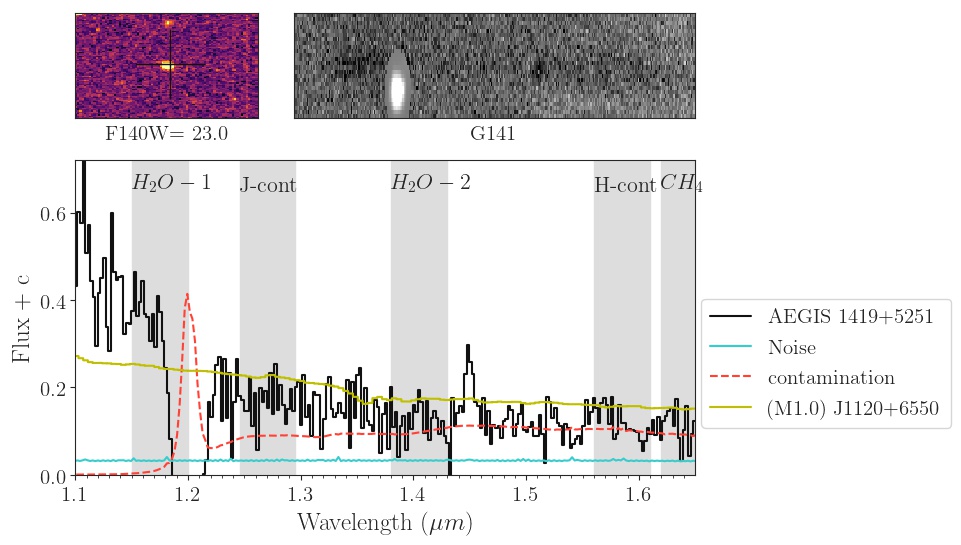 F140W= 23.0
G141
H₂O − 1
J-cont
H₂O − 2
H-cont
CH₄
0.6
0.4
0.2
0.0
Flux + c
1.1
1.2
1.3
1.4
1.5
1.6
Wavelength (μm)
AEGIS 1419+5251
Noise
contamination
(M1.0) J1120+6550